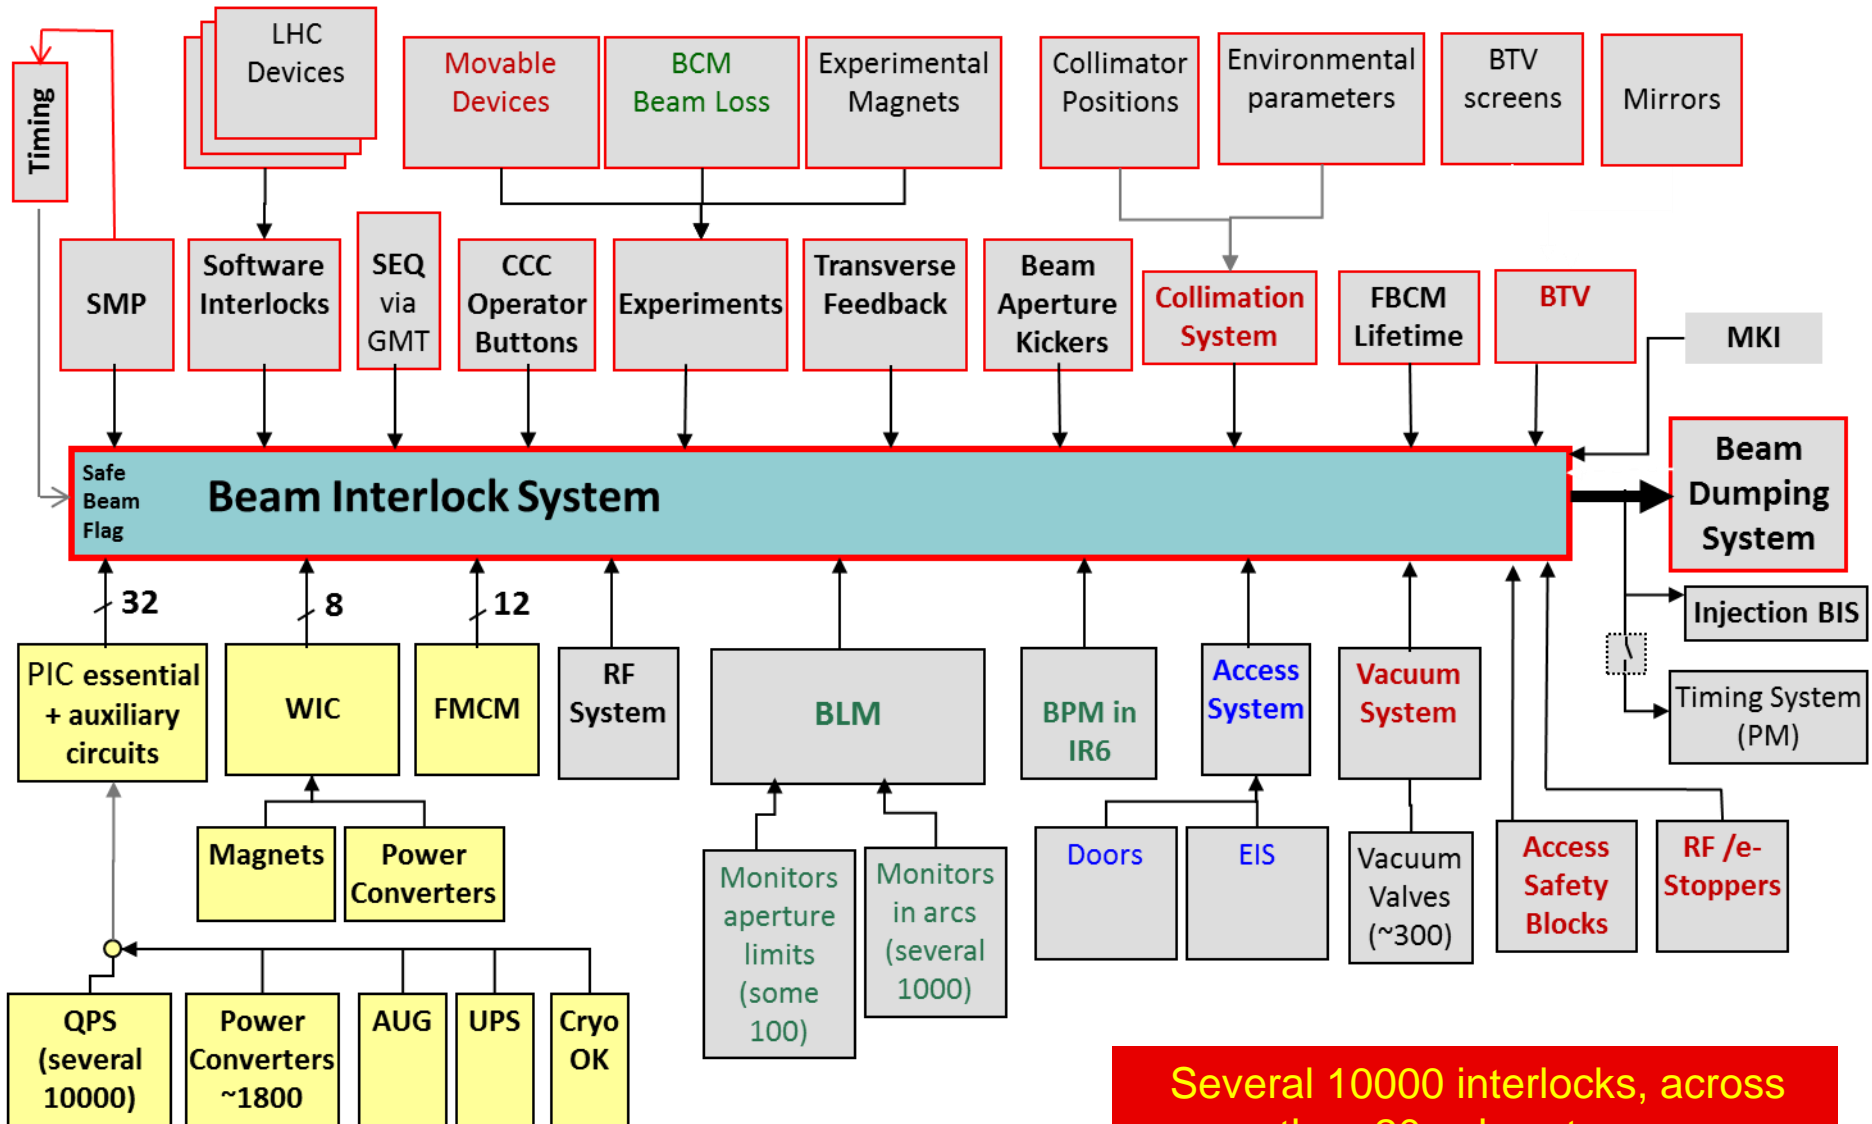 LHC
Devices
Movable
Devices
BCM
Beam Loss
Experimental
Magnets
Collimator
Positions
Environmental
parameters
BTV
screens
Mirrors
Timing
SMP
Software
Interlocks
SEQ
via
GMT
CCC
Operator
Buttons
Experiments
Transverse
Feedback
Beam
Aperture
Kickers
Collimation
System
FBCM
Lifetime
BTV
MKI
Safe
Beam
Flag
Beam Interlock System
Beam
Dumping
System
Injection BIS
Timing System
(PM)
32
8
12
PIC essential
+ auxiliary
circuits
WIC
FMCM
RF
System
BLM
BPM in
IR6
Access
System
Vacuum
System
Magnets
Power
Converters
Monitors
aperture
limits
(some
100)
Monitors
in arcs
(several
1000)
Doors
EIS
Vacuum
Valves
(~300)
Access
Safety
Blocks
RF /e-
Stoppers
QPS
(several
10000)
Power
Converters
~1800
AUG
UPS
Cryo
OK
Several 10000 interlocks, across